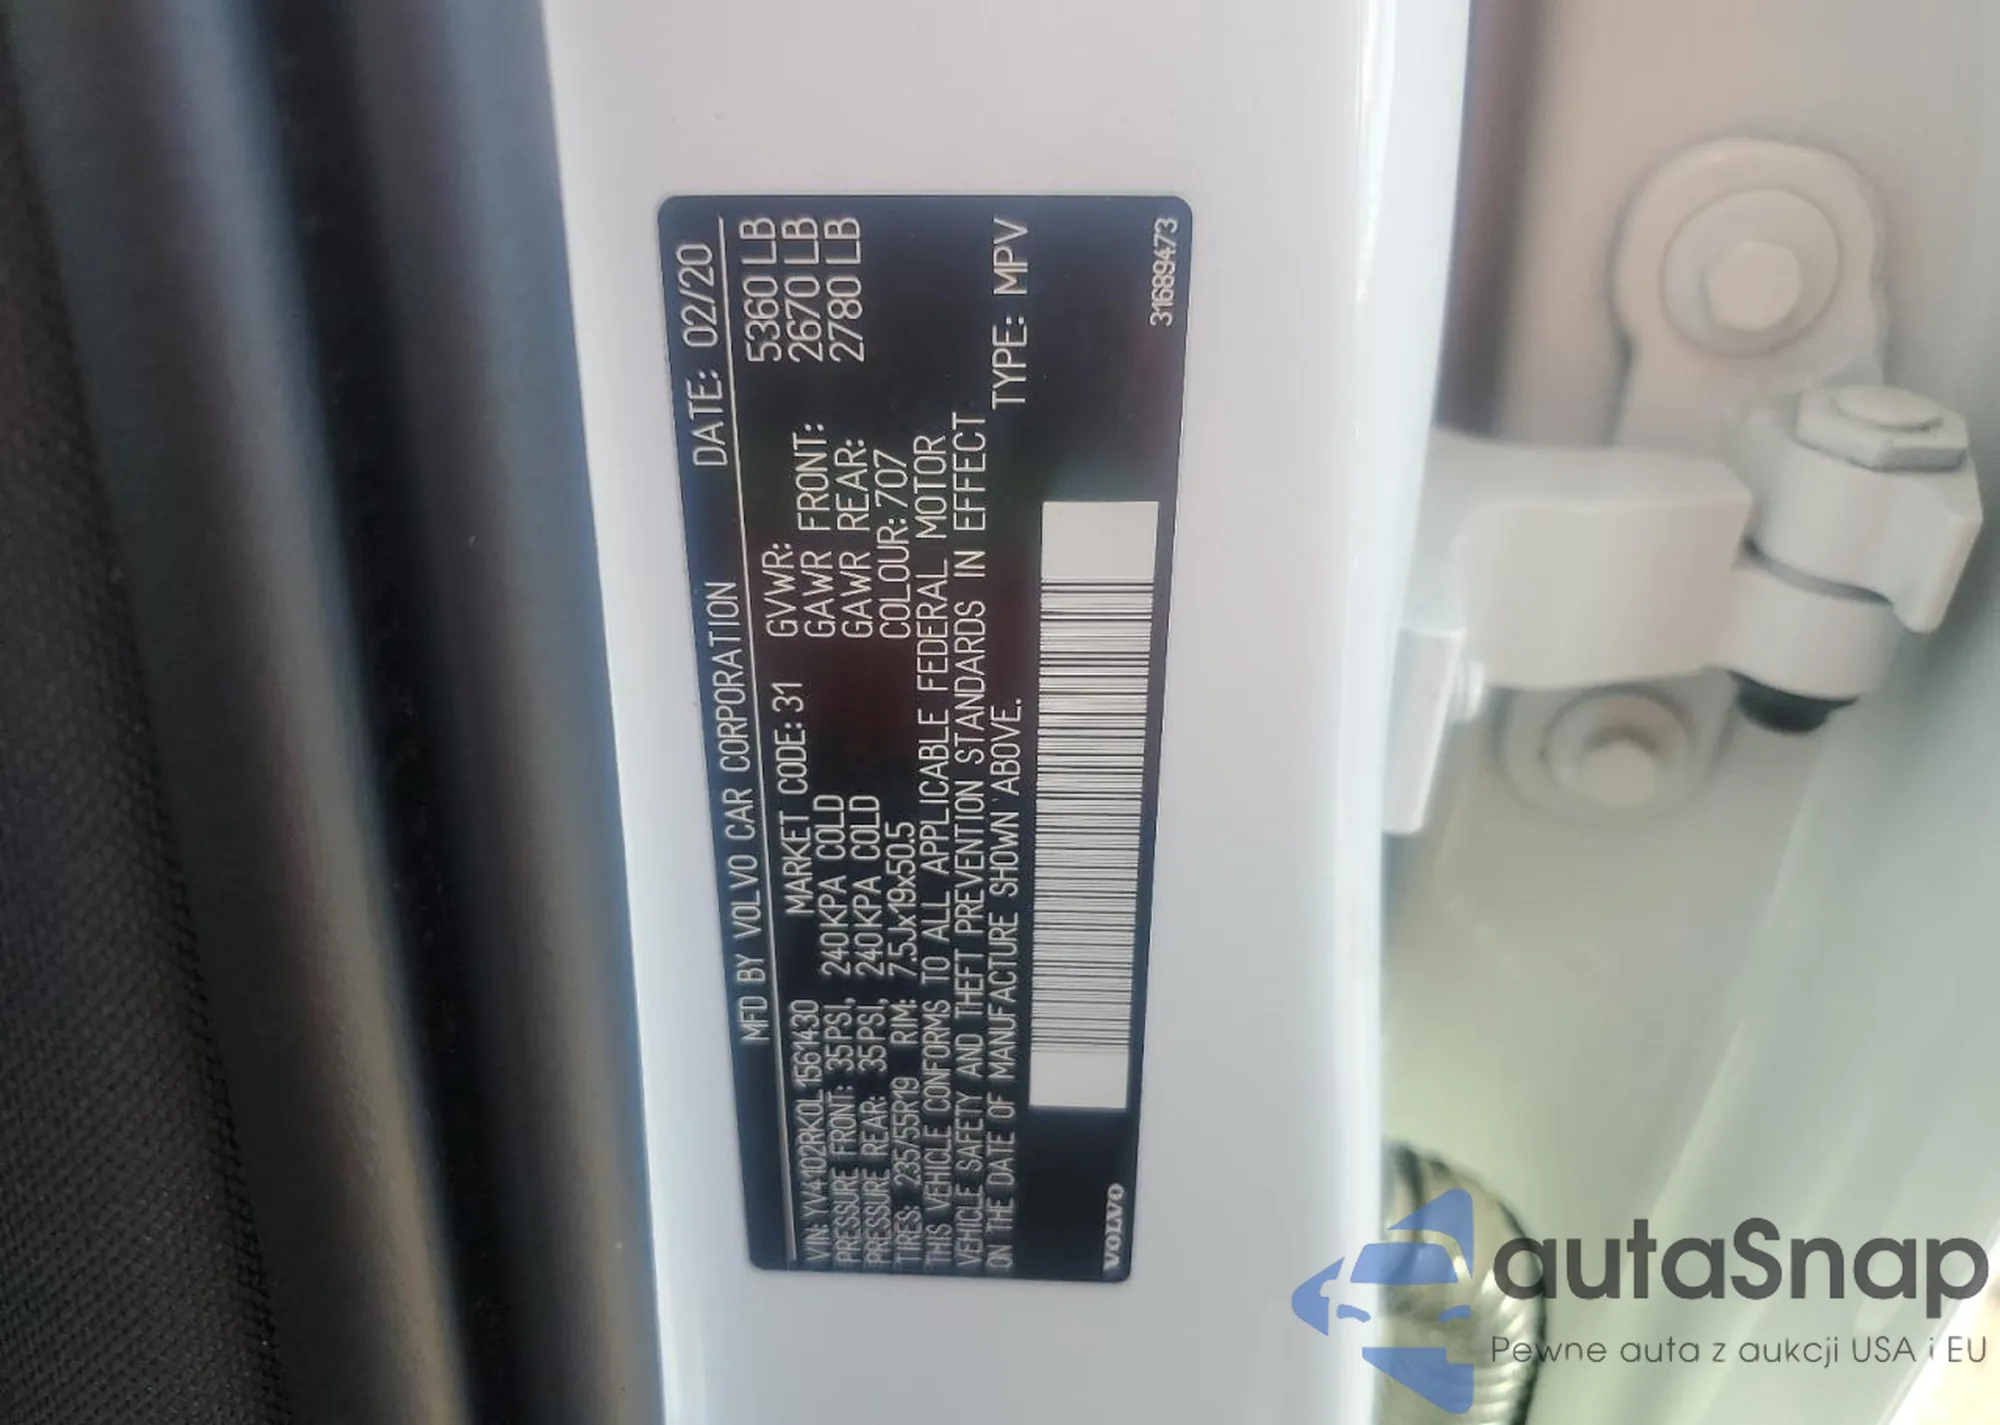 MFD BY VOLVO CAR CORPORATION DATE: 02/20
VIN: YV4102RK0L1561430 MARKET CODE: 31 GVWR: 5360 LB
PRESSURE FRONT: 35PSI, 240KPA COLD GAWR FRONT: 2670 LB
PRESSURE REAR: 35PSI, 240KPA COLD GAWR REAR: 2780 LB
TIRES: 235/55R19 RIM: 7.5Jx19x50.5 COLOUR: 707
THIS VEHICLE CONFORMS TO ALL APPLICABLE FEDERAL MOTOR
VEHICLE SAFETY AND THEFT PREVENTION STANDARDS IN EFFECT
ON THE DATE OF MANUFACTURE SHOWN ABOVE. TYPE: MPV
VOLVO 31689473
autaSnap
Pewne auta z aukcji USA i EU